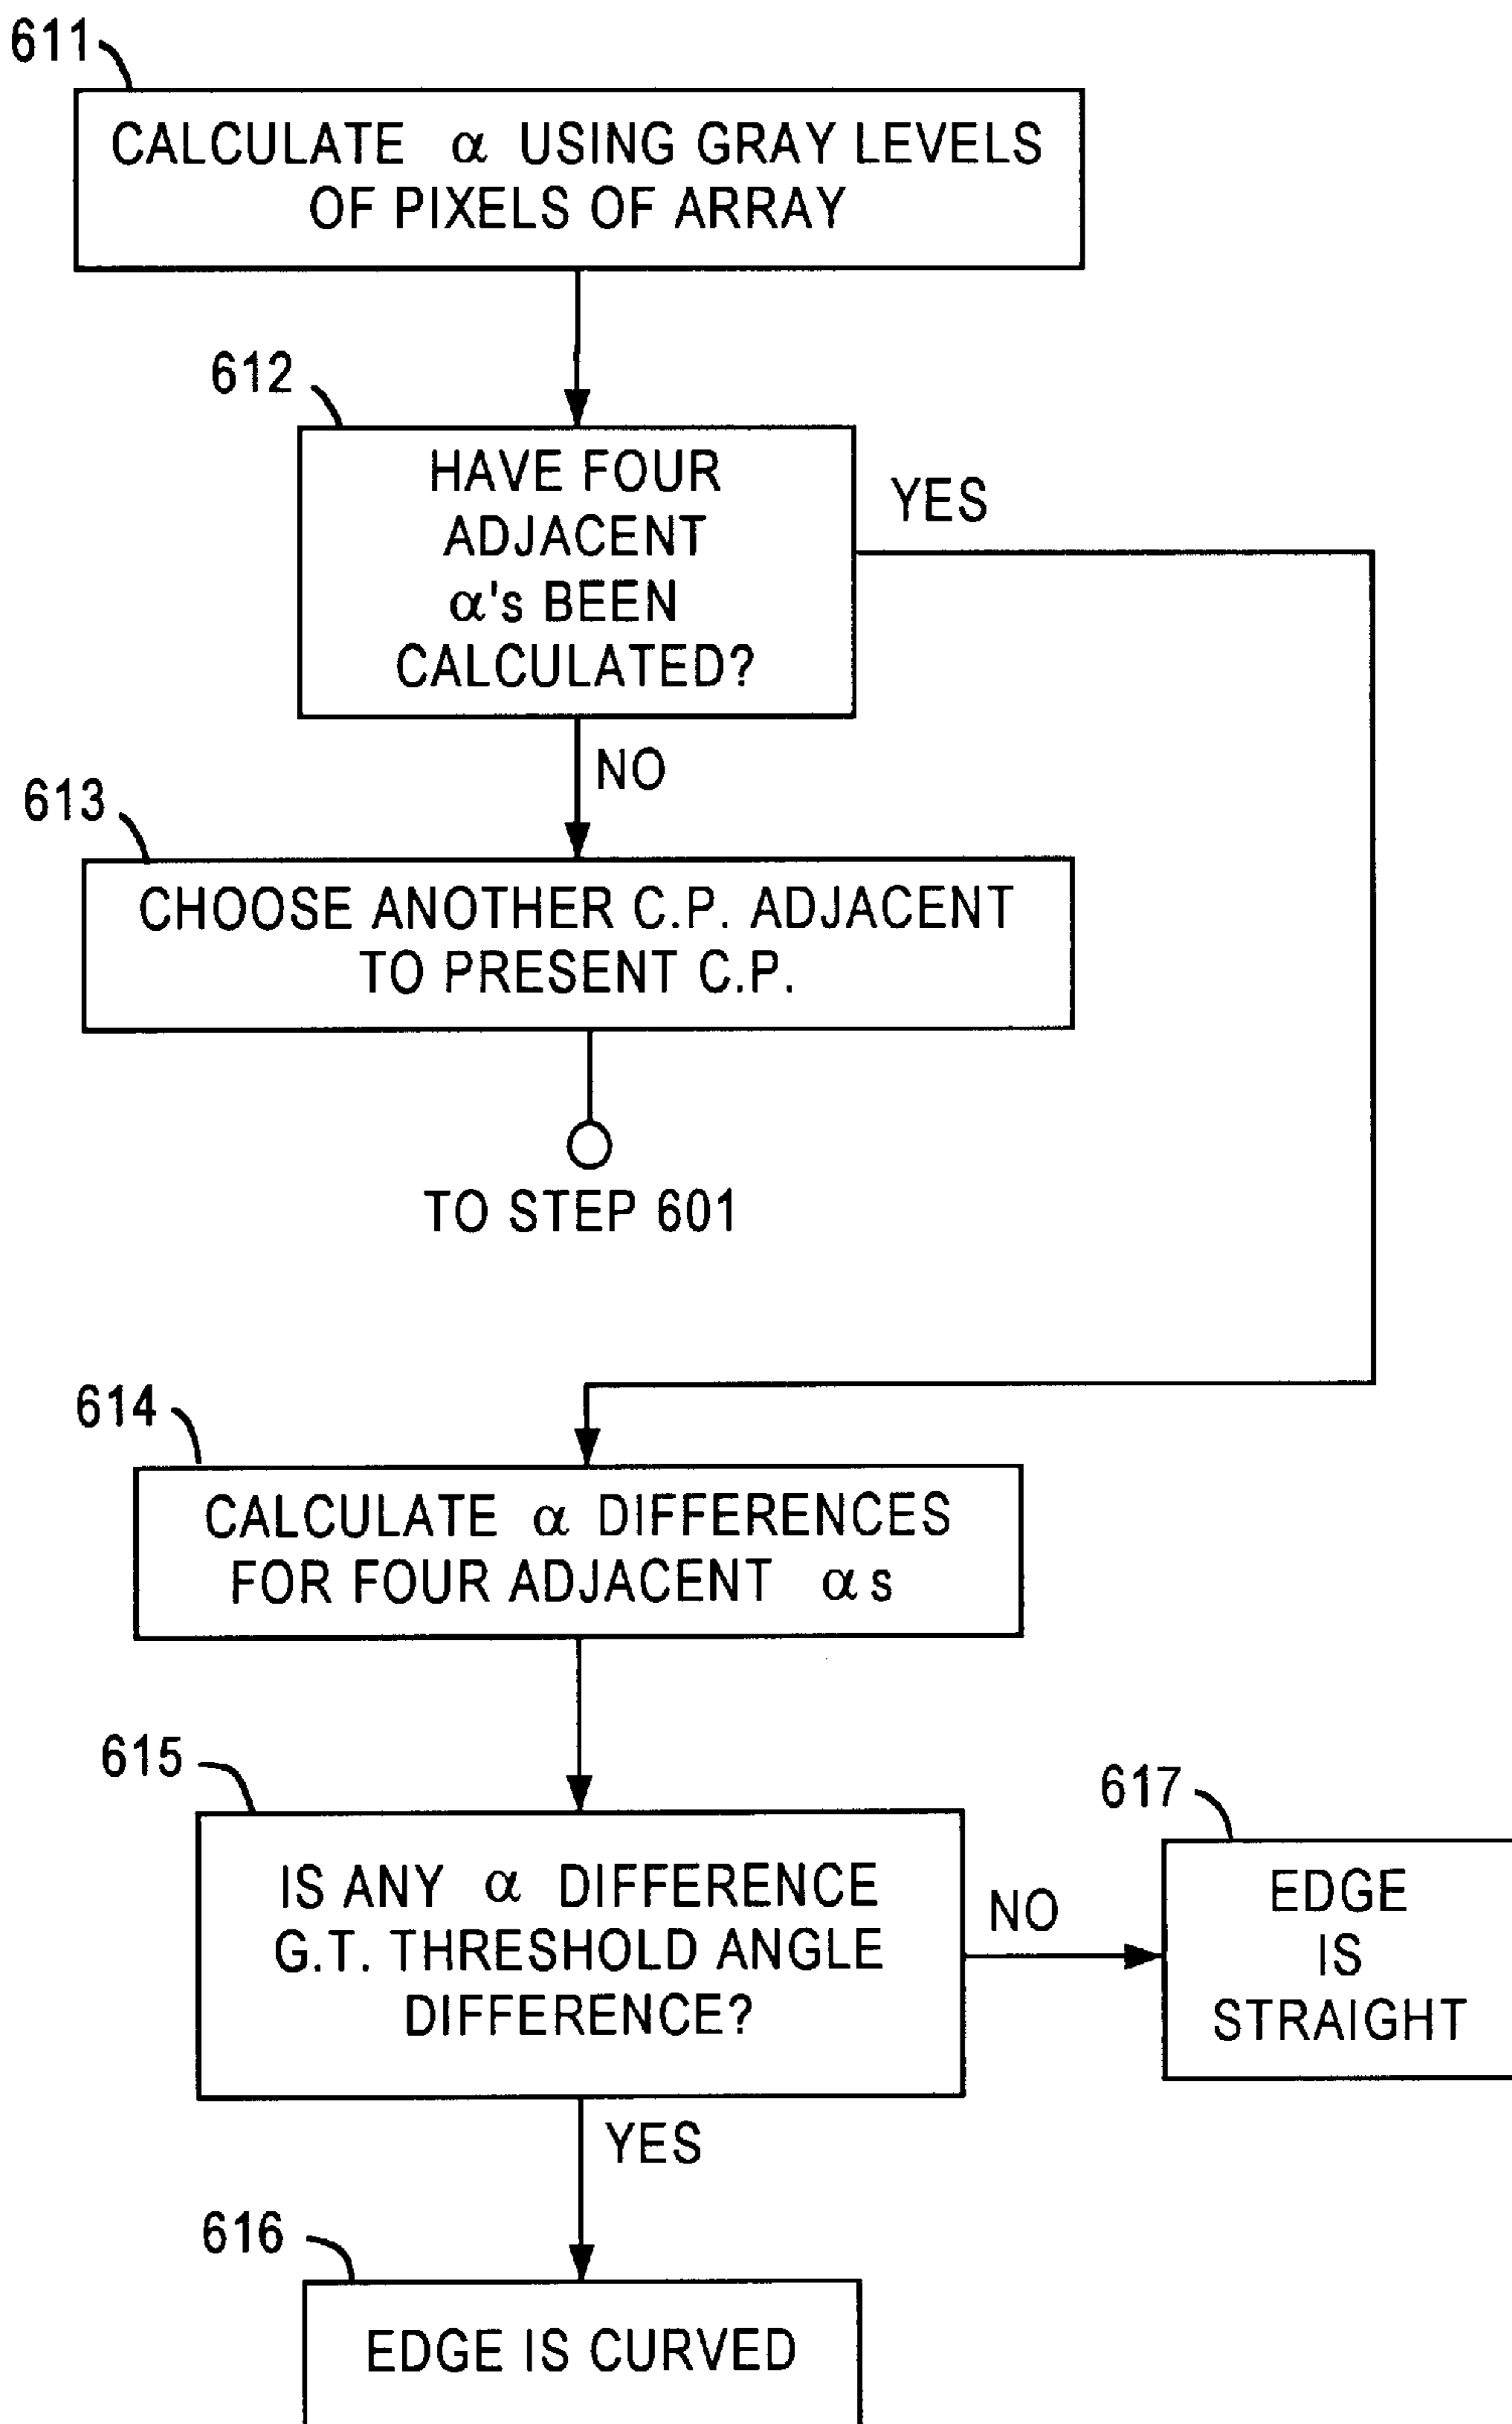 611
CALCULATE α USING GRAY LEVELS
OF PIXELS OF ARRAY
612
HAVE FOUR
ADJACENT
α's BEEN
CALCULATED?
YES
NO
613
CHOOSE ANOTHER C.P. ADJACENT
TO PRESENT C.P.
TO STEP 601
614
CALCULATE α DIFFERENCES
FOR FOUR ADJACENT αs
615
IS ANY α DIFFERENCE
G.T. THRESHOLD ANGLE
DIFFERENCE?
NO
617
EDGE
IS
STRAIGHT
YES
616
EDGE IS CURVED